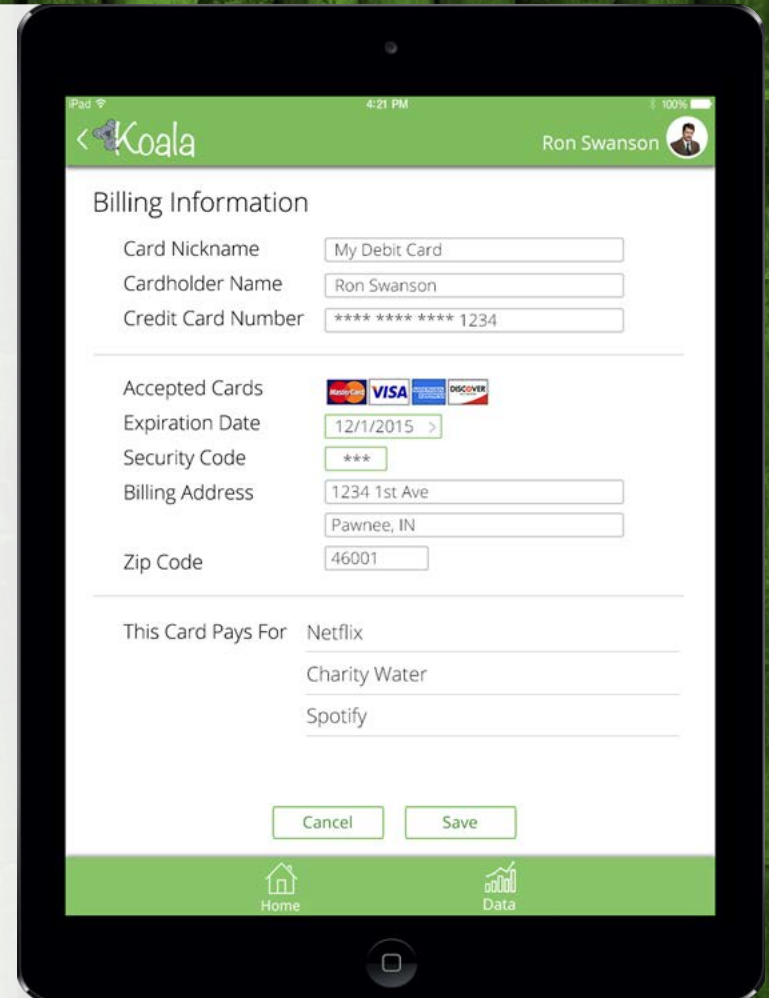 iPad 4:21 PM 100%
Koala Ron Swanson
Billing Information
Card Nickname My Debit Card
Cardholder Name Ron Swanson
Credit Card Number **** **** **** 1234
Accepted Cards MasterCard VISA DISCOVER
Expiration Date 12/1/2015 >
Security Code ***
Billing Address 1234 1st Ave
Pawnee, IN
Zip Code 46001
This Card Pays For Netflix
Charity Water
Spotify
Cancel Save
Home Data